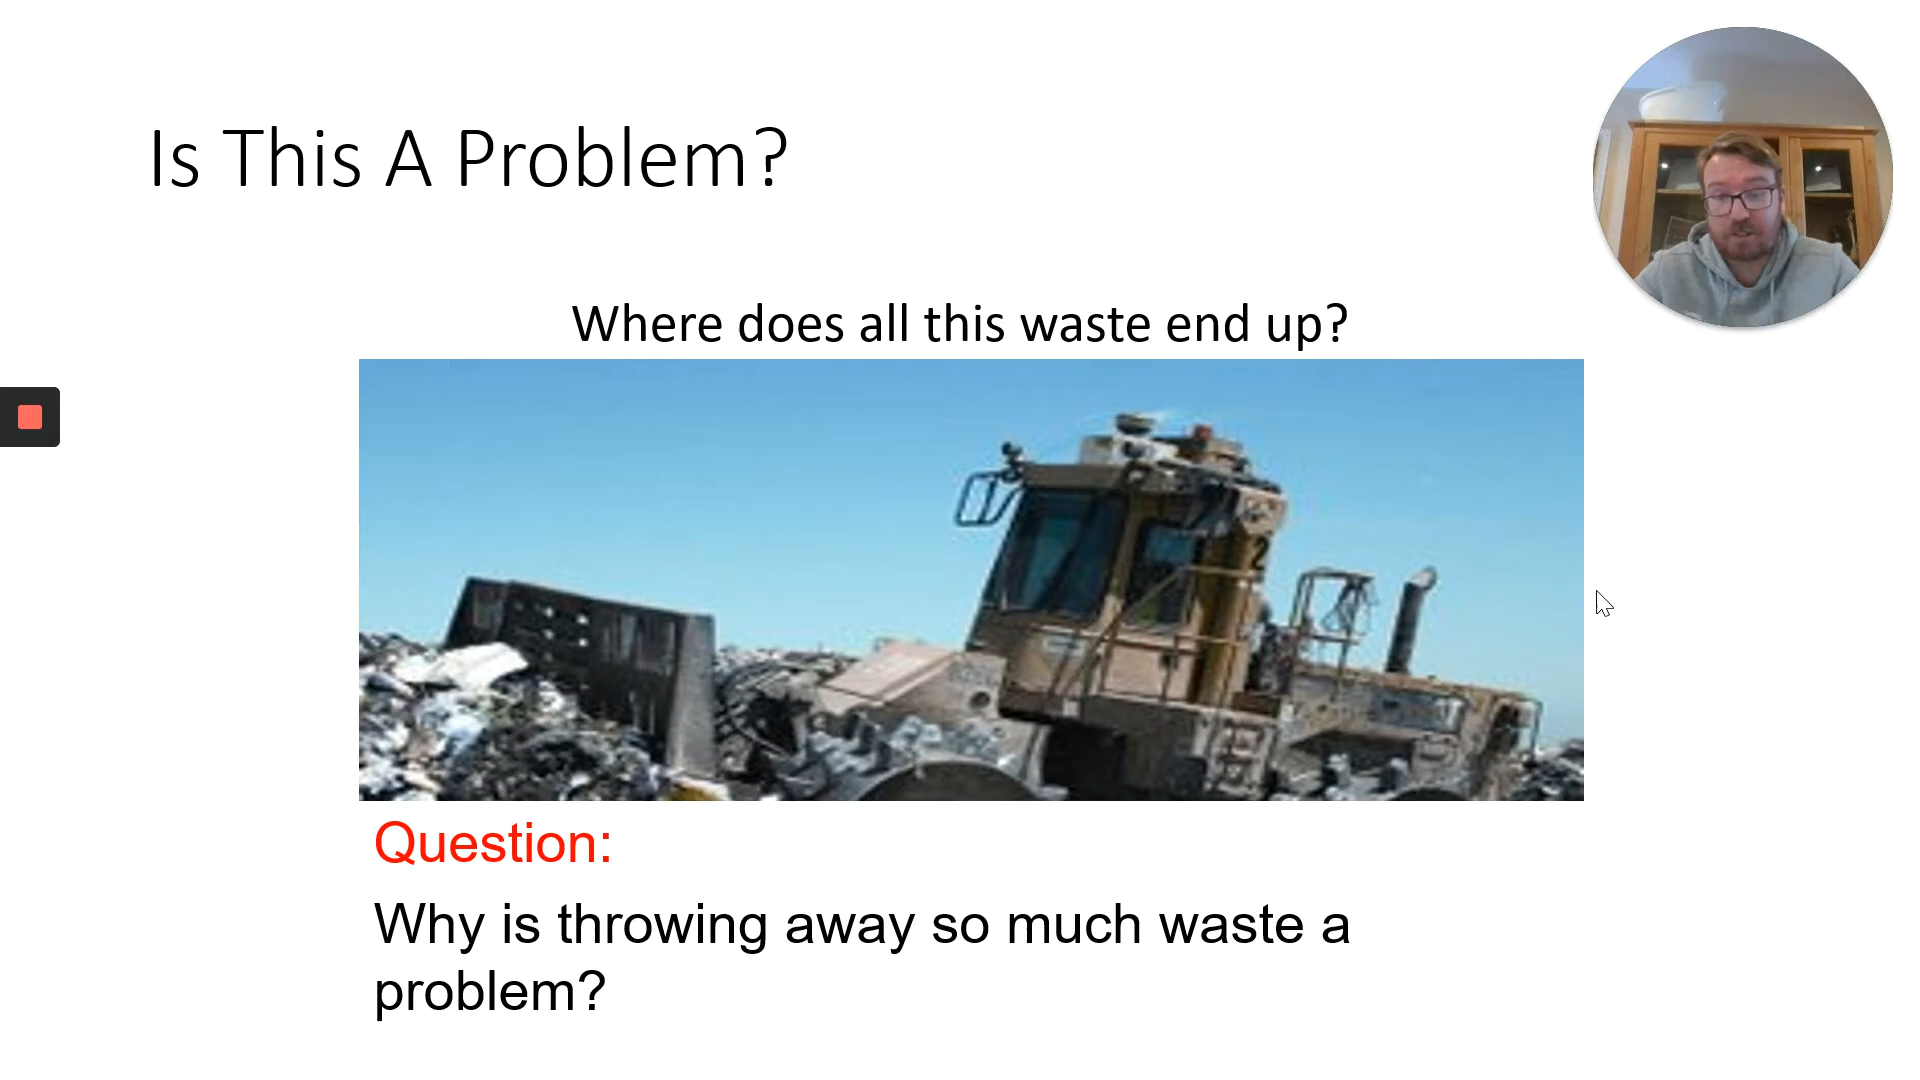 Is This A Problem?
Where does all this waste end up?
2
Question:
Why is throwing away so much waste a
problem?